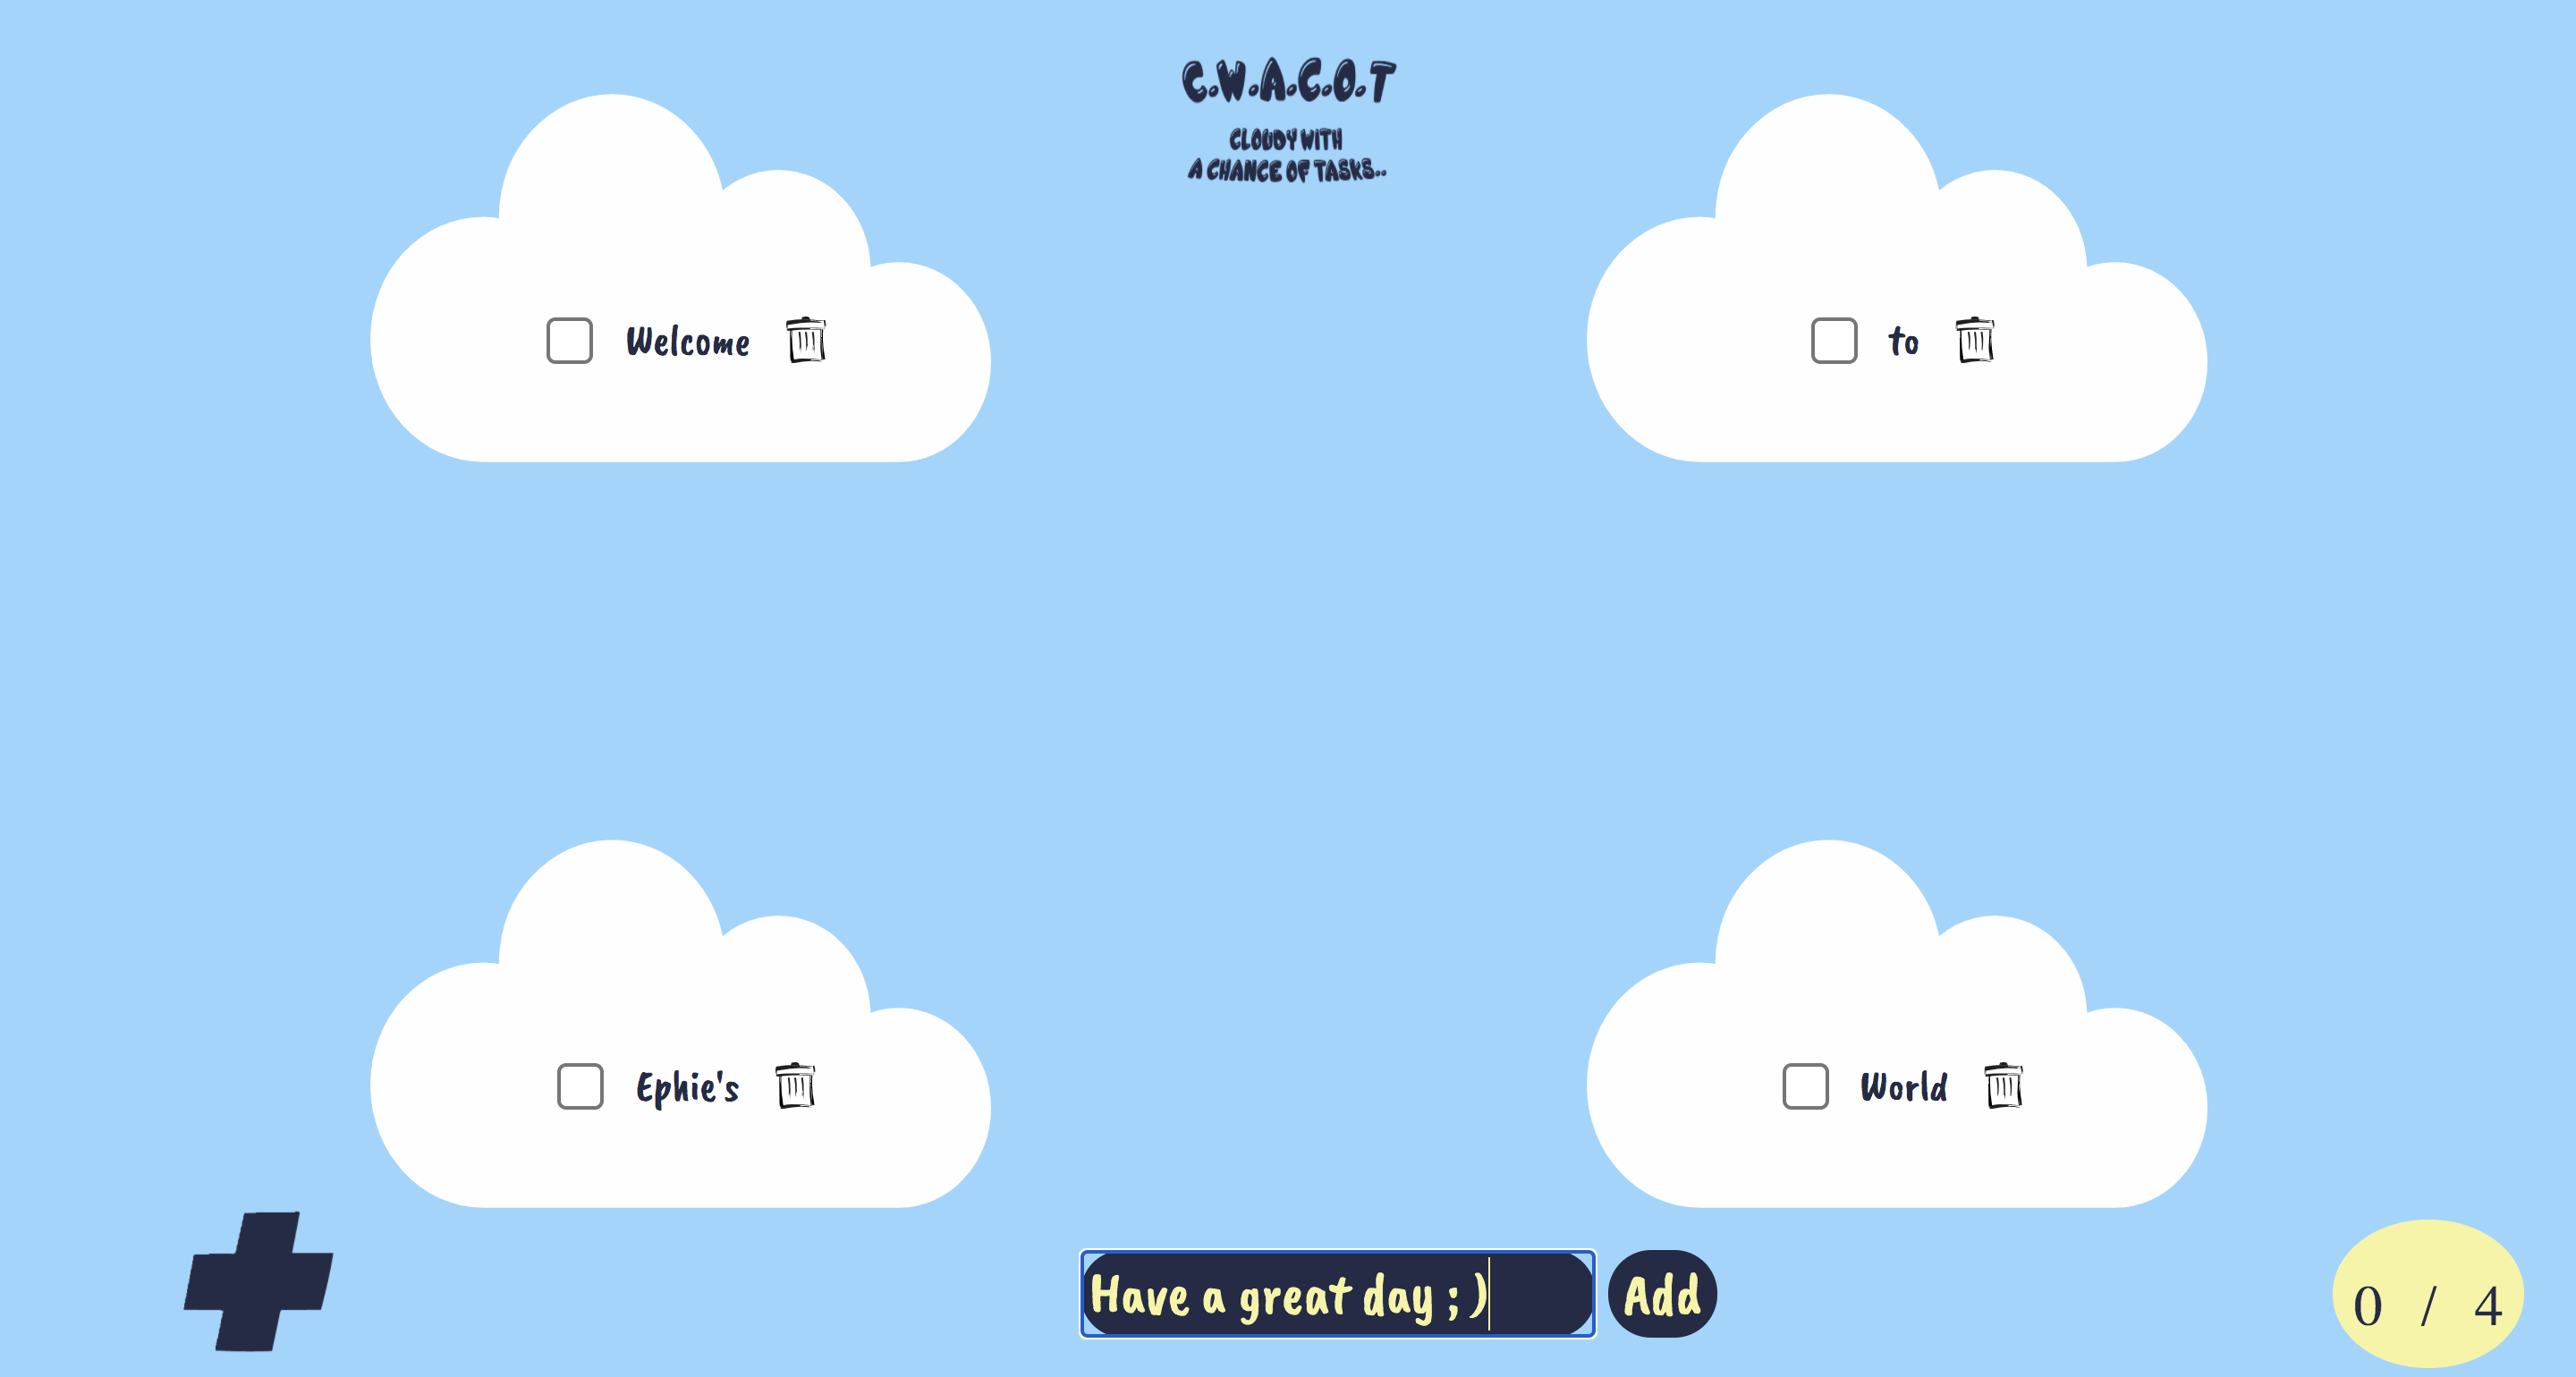 C.W.A.C.O.T
CLOUDY WITH
A CHANCE OF TASKS..
Welcome
to
Ephie's
World
Have a great day ; )
Add
0 / 4